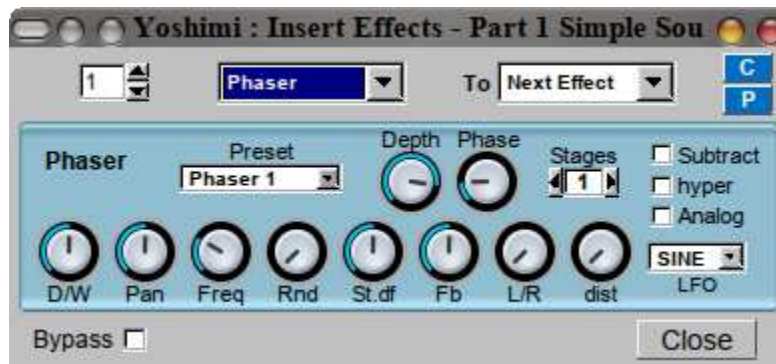 Yoshimi : Insert Effects - Part 1 Simple Sou
1 Phaser To Next Effect C
P
Phaser Preset Depth Phase Stages Subtract
Phaser 1 1 hyper
Analog
SINE
D/W Pan Freq Rnd St.df Fb L/R dist LFO
Bypass Close